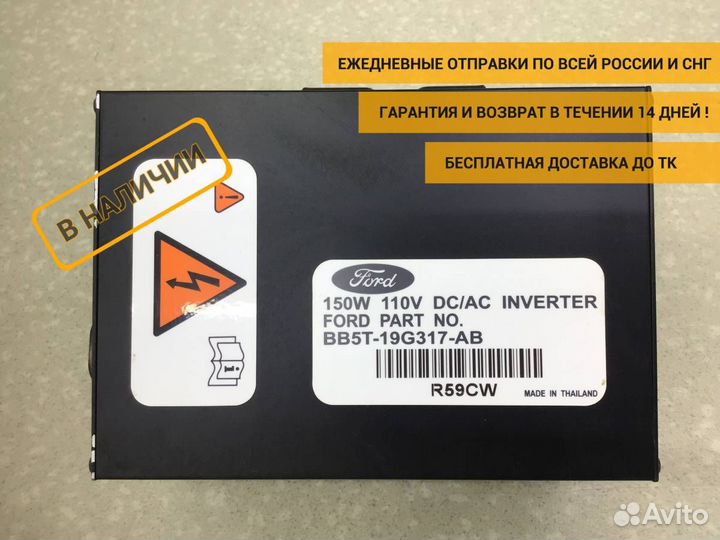 ЕЖЕДНЕВНЫЕ ОТПРАВКИ ПО ВСЕЙ РОССИИ И СНГ
ГАРАНТИЯ И ВОЗВРАТ В ТЕЧЕНИИ 14 ДНЕЙ !
БЕСПЛАТНАЯ ДОСТАВКА ДО ТК
В НАЛИЧИИ
Ford
150W 110V DC/AC INVERTER
FORD PART NO.
BB5T-19G317-AB
R59CW
MADE IN THAILAND
Avito